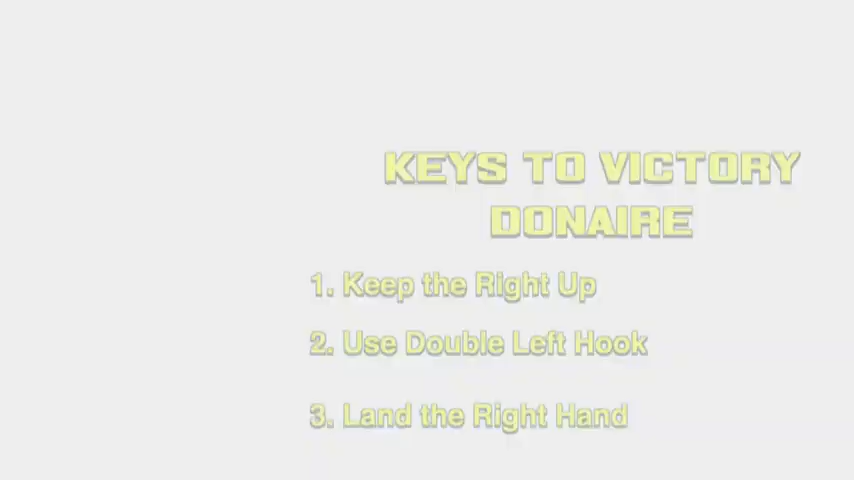 KEYS TO VICTORY
DONAIRE
1. Keep the Right Up
2. Use Double Left Hook
3. Land the Right Hand